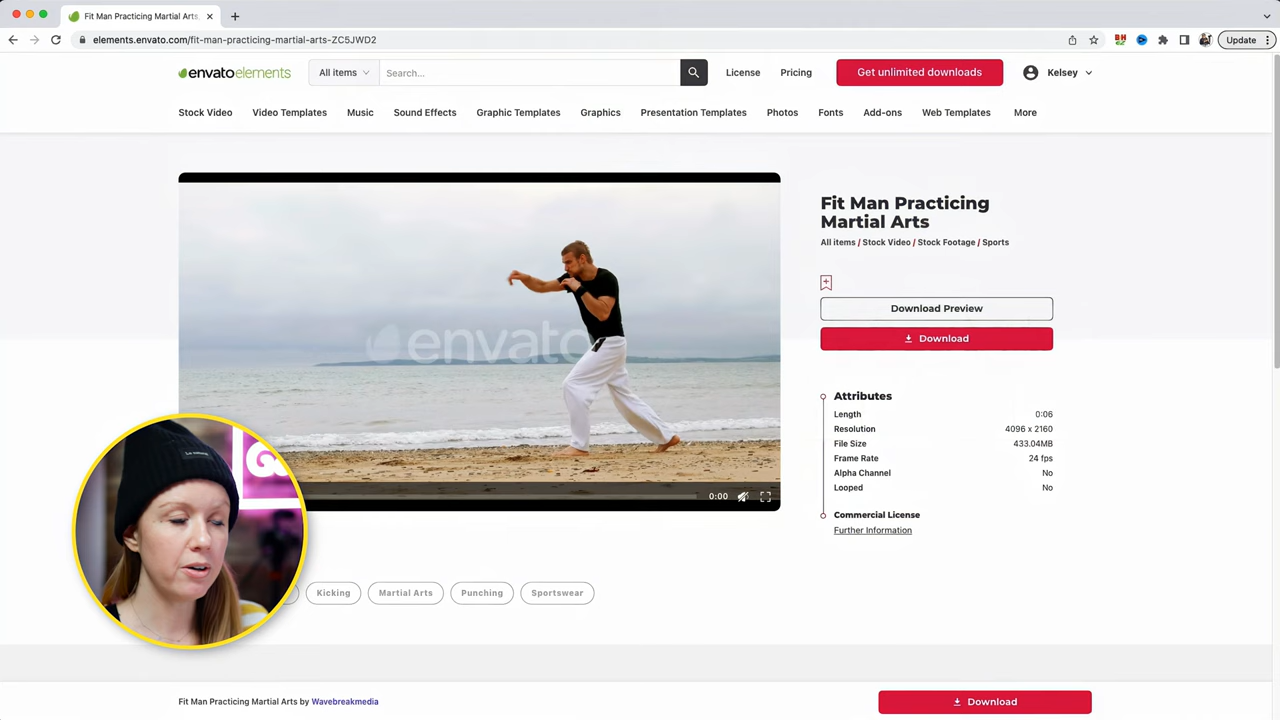 Fit Man Practicing Martial Arts,
elements.envato.com/fit-man-practicing-martial-arts-ZC5JWD2
Update
envatoelements
All items
Search...
License
Pricing
Get unlimited downloads
Kelsey
Stock Video
Video Templates
Music
Sound Effects
Graphic Templates
Graphics
Presentation Templates
Photos
Fonts
Add-ons
Web Templates
More
envato
0:00
Fit Man Practicing
Martial Arts
All items / Stock Video / Stock Footage / Sports
Download Preview
Download
Attributes
Length 0:06
Resolution 4096 x 2160
File Size 433.04MB
Frame Rate 24 fps
Alpha Channel No
Looped No
Commercial License
Further Information
Kicking
Martial Arts
Punching
Sportswear
Fit Man Practicing Martial Arts by Wavebreakmedia
Download